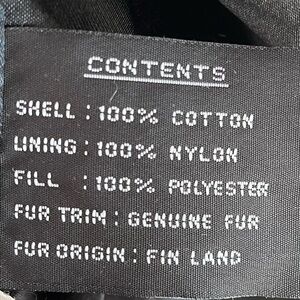 CONTENTS
SHELL : 100% COTTON
LINING : 100% NYLON
FILL : 100% POLYESTER
FUR TRIM : GENUINE FUR
FUR ORIGIN : FIN LAND